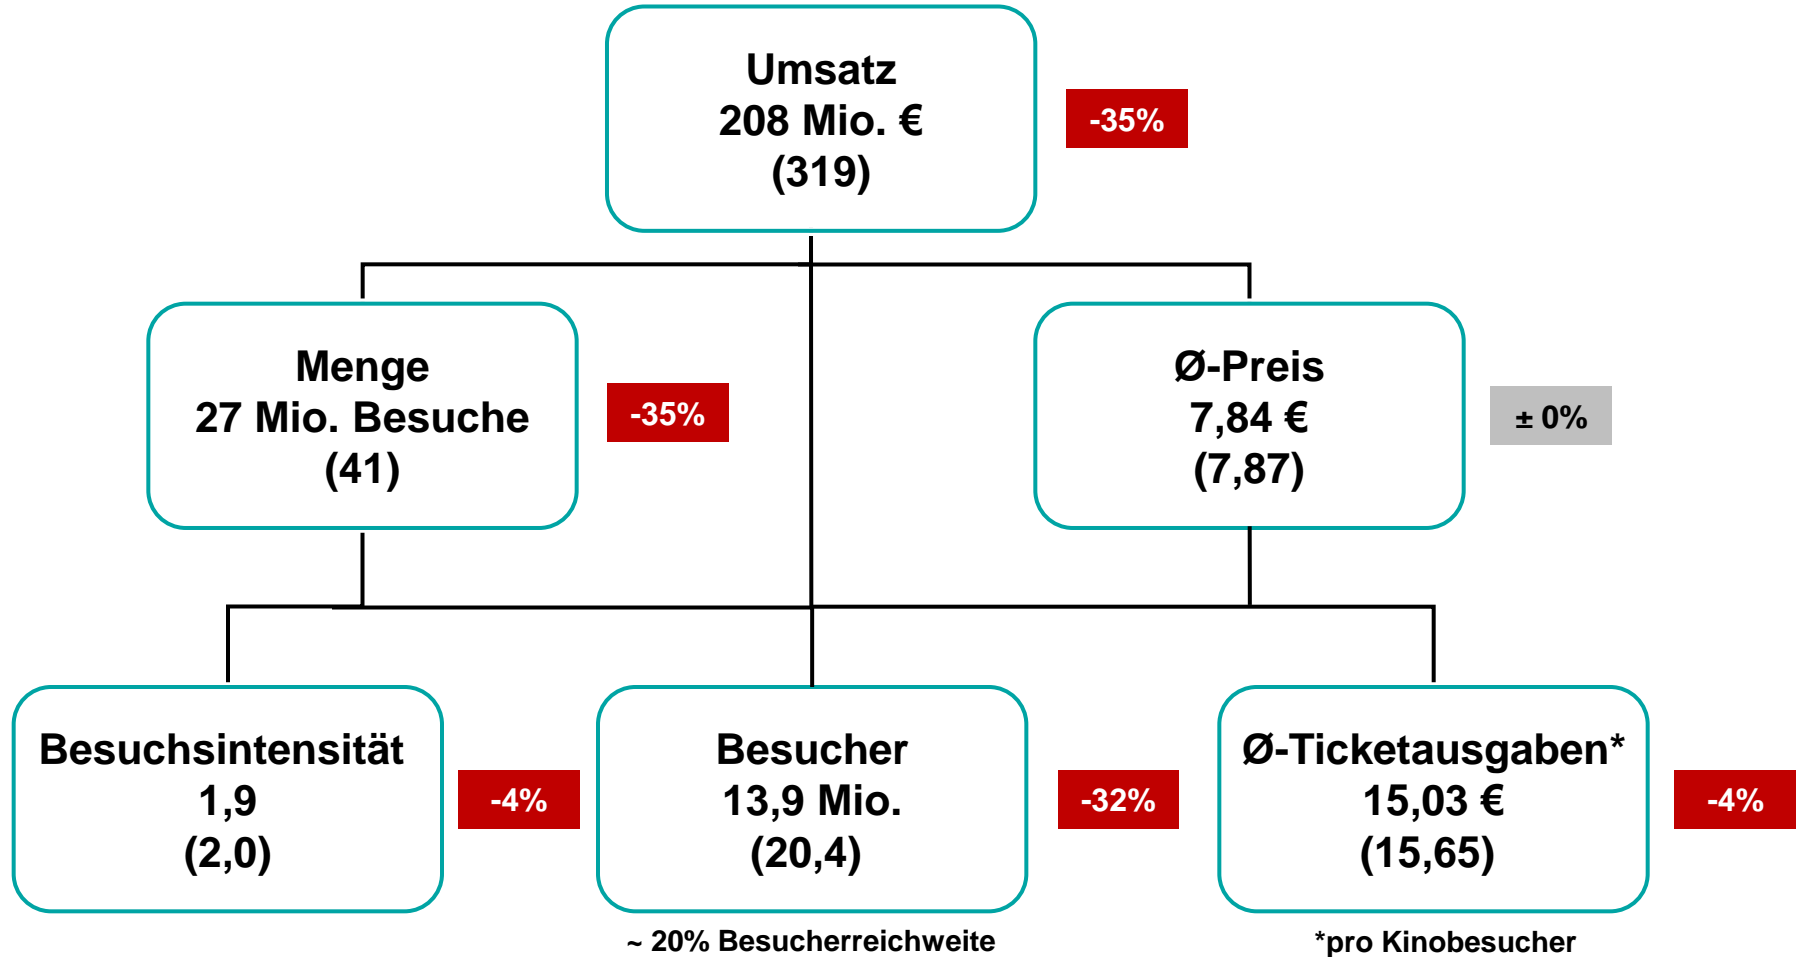 Umsatz
208 Mio. €
(319)
-35%
Menge
27 Mio. Besuche
(41)
-35%
Ø-Preis
7,84 €
(7,87)
± 0%
Besuchsintensität
1,9
(2,0)
-4%
Besucher
13,9 Mio.
(20,4)
-32%
Ø-Ticketausgaben*
15,03 €
(15,65)
-4%
~ 20% Besucherreichweite
*pro Kinobesucher